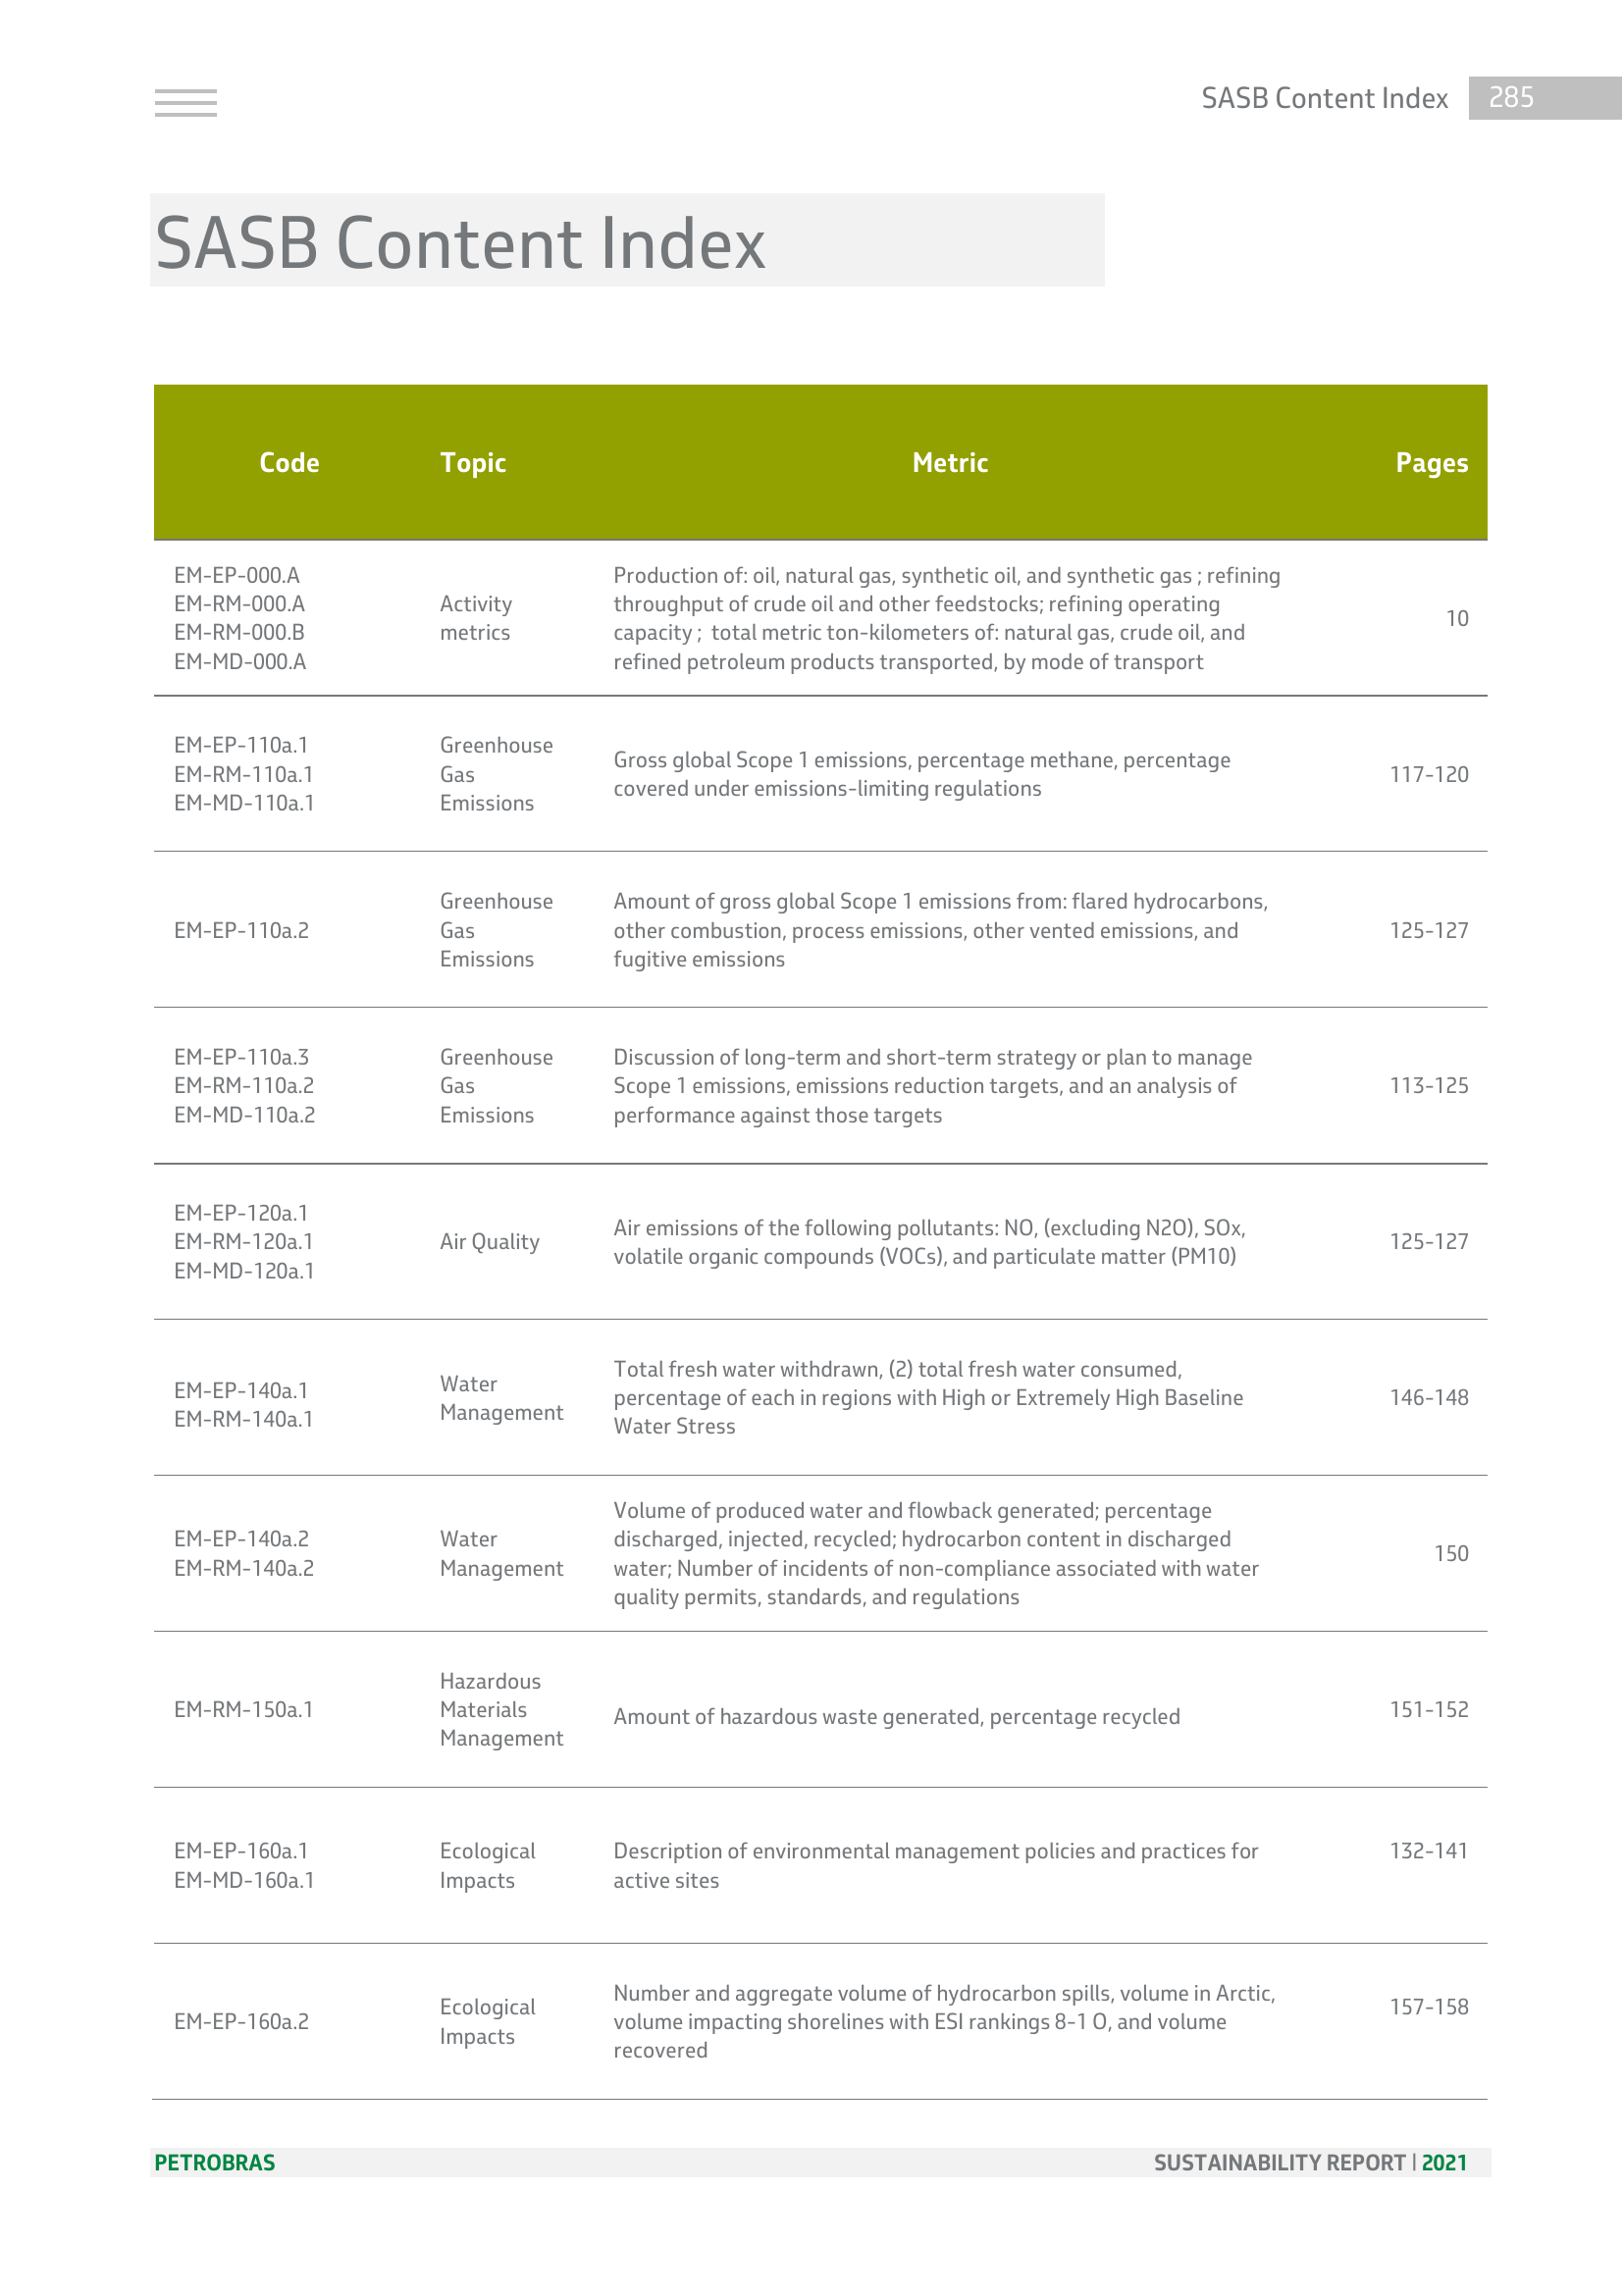 SASB Content Index 285
SASB Content Index
Code Topic Metric Pages
EM-EP-000.A
EM-RM-000.A
EM-RM-000.B
EM-MD-000.A
Activity
metrics
Production of: oil, natural gas, synthetic oil, and synthetic gas ; refining
throughput of crude oil and other feedstocks; refining operating
capacity ;  total metric ton-kilometers of: natural gas, crude oil, and
refined petroleum products transported, by mode of transport
10
EM-EP-110a.1
EM-RM-110a.1
EM-MD-110a.1
Greenhouse
Gas
Emissions
Gross global Scope 1 emissions, percentage methane, percentage
covered under emissions-limiting regulations
117-120
EM-EP-110a.2
Greenhouse
Gas
Emissions
Amount of gross global Scope 1 emissions from: flared hydrocarbons,
other combustion, process emissions, other vented emissions, and
fugitive emissions
125-127
EM-EP-110a.3
EM-RM-110a.2
EM-MD-110a.2
Greenhouse
Gas
Emissions
Discussion of long-term and short-term strategy or plan to manage
Scope 1 emissions, emissions reduction targets, and an analysis of
performance against those targets
113-125
EM-EP-120a.1
EM-RM-120a.1
EM-MD-120a.1
Air Quality
Air emissions of the following pollutants: NO, (excluding N2O), SOx,
volatile organic compounds (VOCs), and particulate matter (PM10)
125-127
EM-EP-140a.1
EM-RM-140a.1
Water
Management
Total fresh water withdrawn, (2) total fresh water consumed,
percentage of each in regions with High or Extremely High Baseline
Water Stress
146-148
EM-EP-140a.2
EM-RM-140a.2
Water
Management
Volume of produced water and flowback generated; percentage
discharged, injected, recycled; hydrocarbon content in discharged
water; Number of incidents of non-compliance associated with water
quality permits, standards, and regulations
150
EM-RM-150a.1
Hazardous
Materials
Management
Amount of hazardous waste generated, percentage recycled
151-152
EM-EP-160a.1
EM-MD-160a.1
Ecological
Impacts
Description of environmental management policies and practices for
active sites
132-141
EM-EP-160a.2
Ecological
Impacts
Number and aggregate volume of hydrocarbon spills, volume in Arctic,
volume impacting shorelines with ESI rankings 8-1 O, and volume
recovered
157-158
PETROBRAS SUSTAINABILITY REPORT | 2021